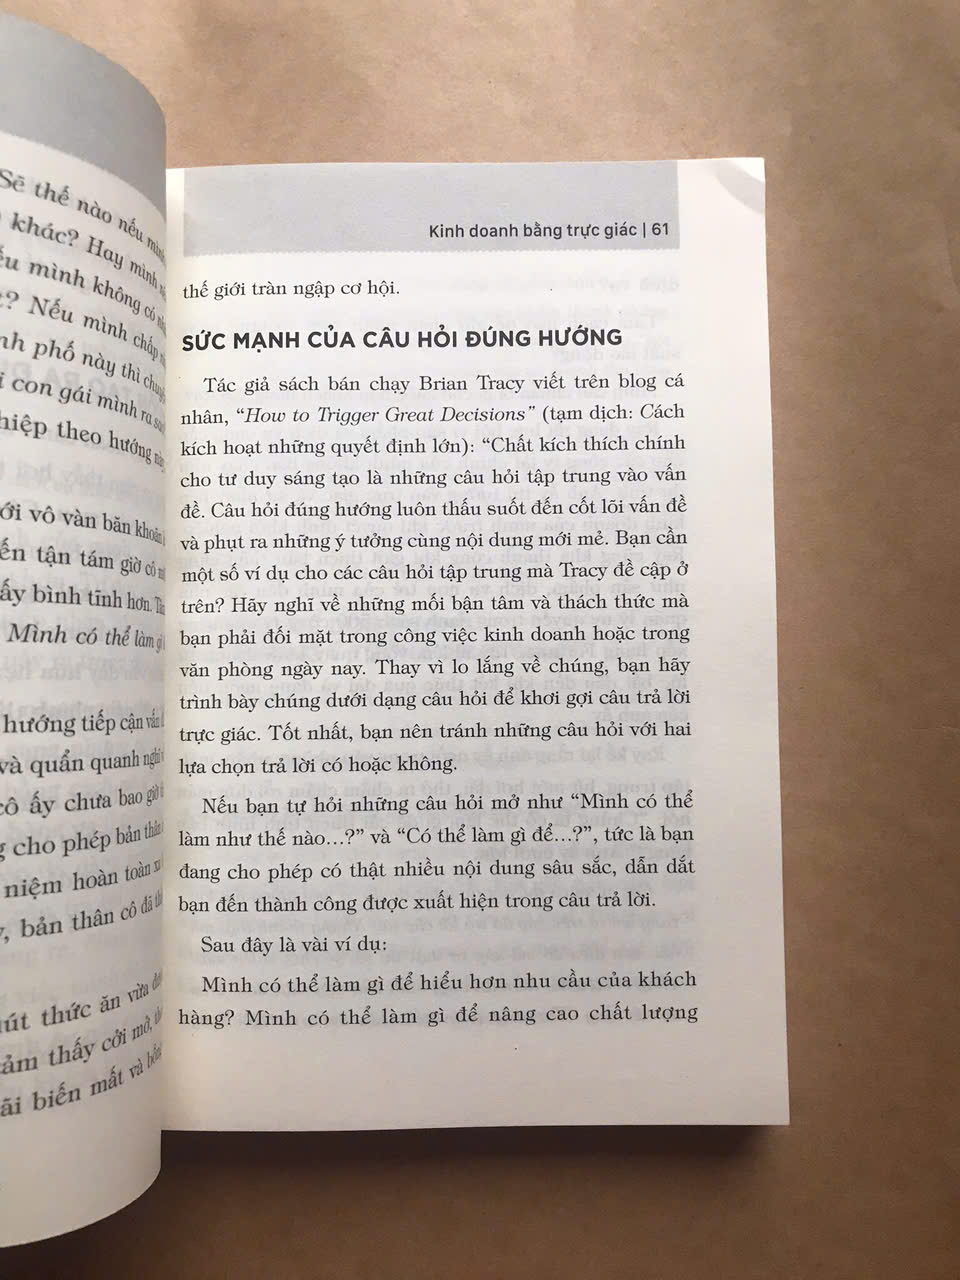 Sẽ thế nào nếu
khác? Hay mình
mình không có
Nếu mình chấp
phố này thì
con gái mình ra
theo hướng
vô vàn băn khoăn
tận tám giờ
bình tĩnh hơn.
Mình có thể làm gì
hướng tiếp cận vấn
và quẩn quanh nghĩ
cô ấy chưa bao giờ
cho phép bản thân
niệm hoàn toàn
bản thân cô đã
thức ăn vừa
thấy cởi mở,
biến mất và
Kinh doanh bằng trực giác | 61
thế giới tràn ngập cơ hội.
SỨC MẠNH CỦA CÂU HỎI ĐÚNG HƯỚNG
Tác giả sách bán chạy Brian Tracy viết trên blog cá
nhân, “How to Trigger Great Decisions” (tạm dịch: Cách
kích hoạt những quyết định lớn): “Chất kích thích chính
cho tư duy sáng tạo là những câu hỏi tập trung vào vấn
đề. Câu hỏi đúng hướng luôn thấu suốt đến cốt lõi vấn đề
và phụt ra những ý tưởng cùng nội dung mới mẻ. Bạn cần
một số ví dụ cho các câu hỏi tập trung mà Tracy đề cập ở
trên? Hãy nghĩ về những mối bận tâm và thách thức mà
bạn phải đối mặt trong công việc kinh doanh hoặc trong
văn phòng ngày nay. Thay vì lo lắng về chúng, bạn hãy
trình bày chúng dưới dạng câu hỏi để khơi gợi câu trả lời
trực giác. Tốt nhất, bạn nên tránh những câu hỏi với hai
lựa chọn trả lời có hoặc không.
Nếu bạn tự hỏi những câu hỏi mở như “Mình có thể
làm như thế nào...?” và “Có thể làm gì để...?”, tức là bạn
đang cho phép có thật nhiều nội dung sâu sắc, dẫn dắt
bạn đến thành công được xuất hiện trong câu trả lời.
Sau đây là vài ví dụ:
Mình có thể làm gì để hiểu hơn nhu cầu của khách
hàng? Mình có thể làm gì để nâng cao chất lượng